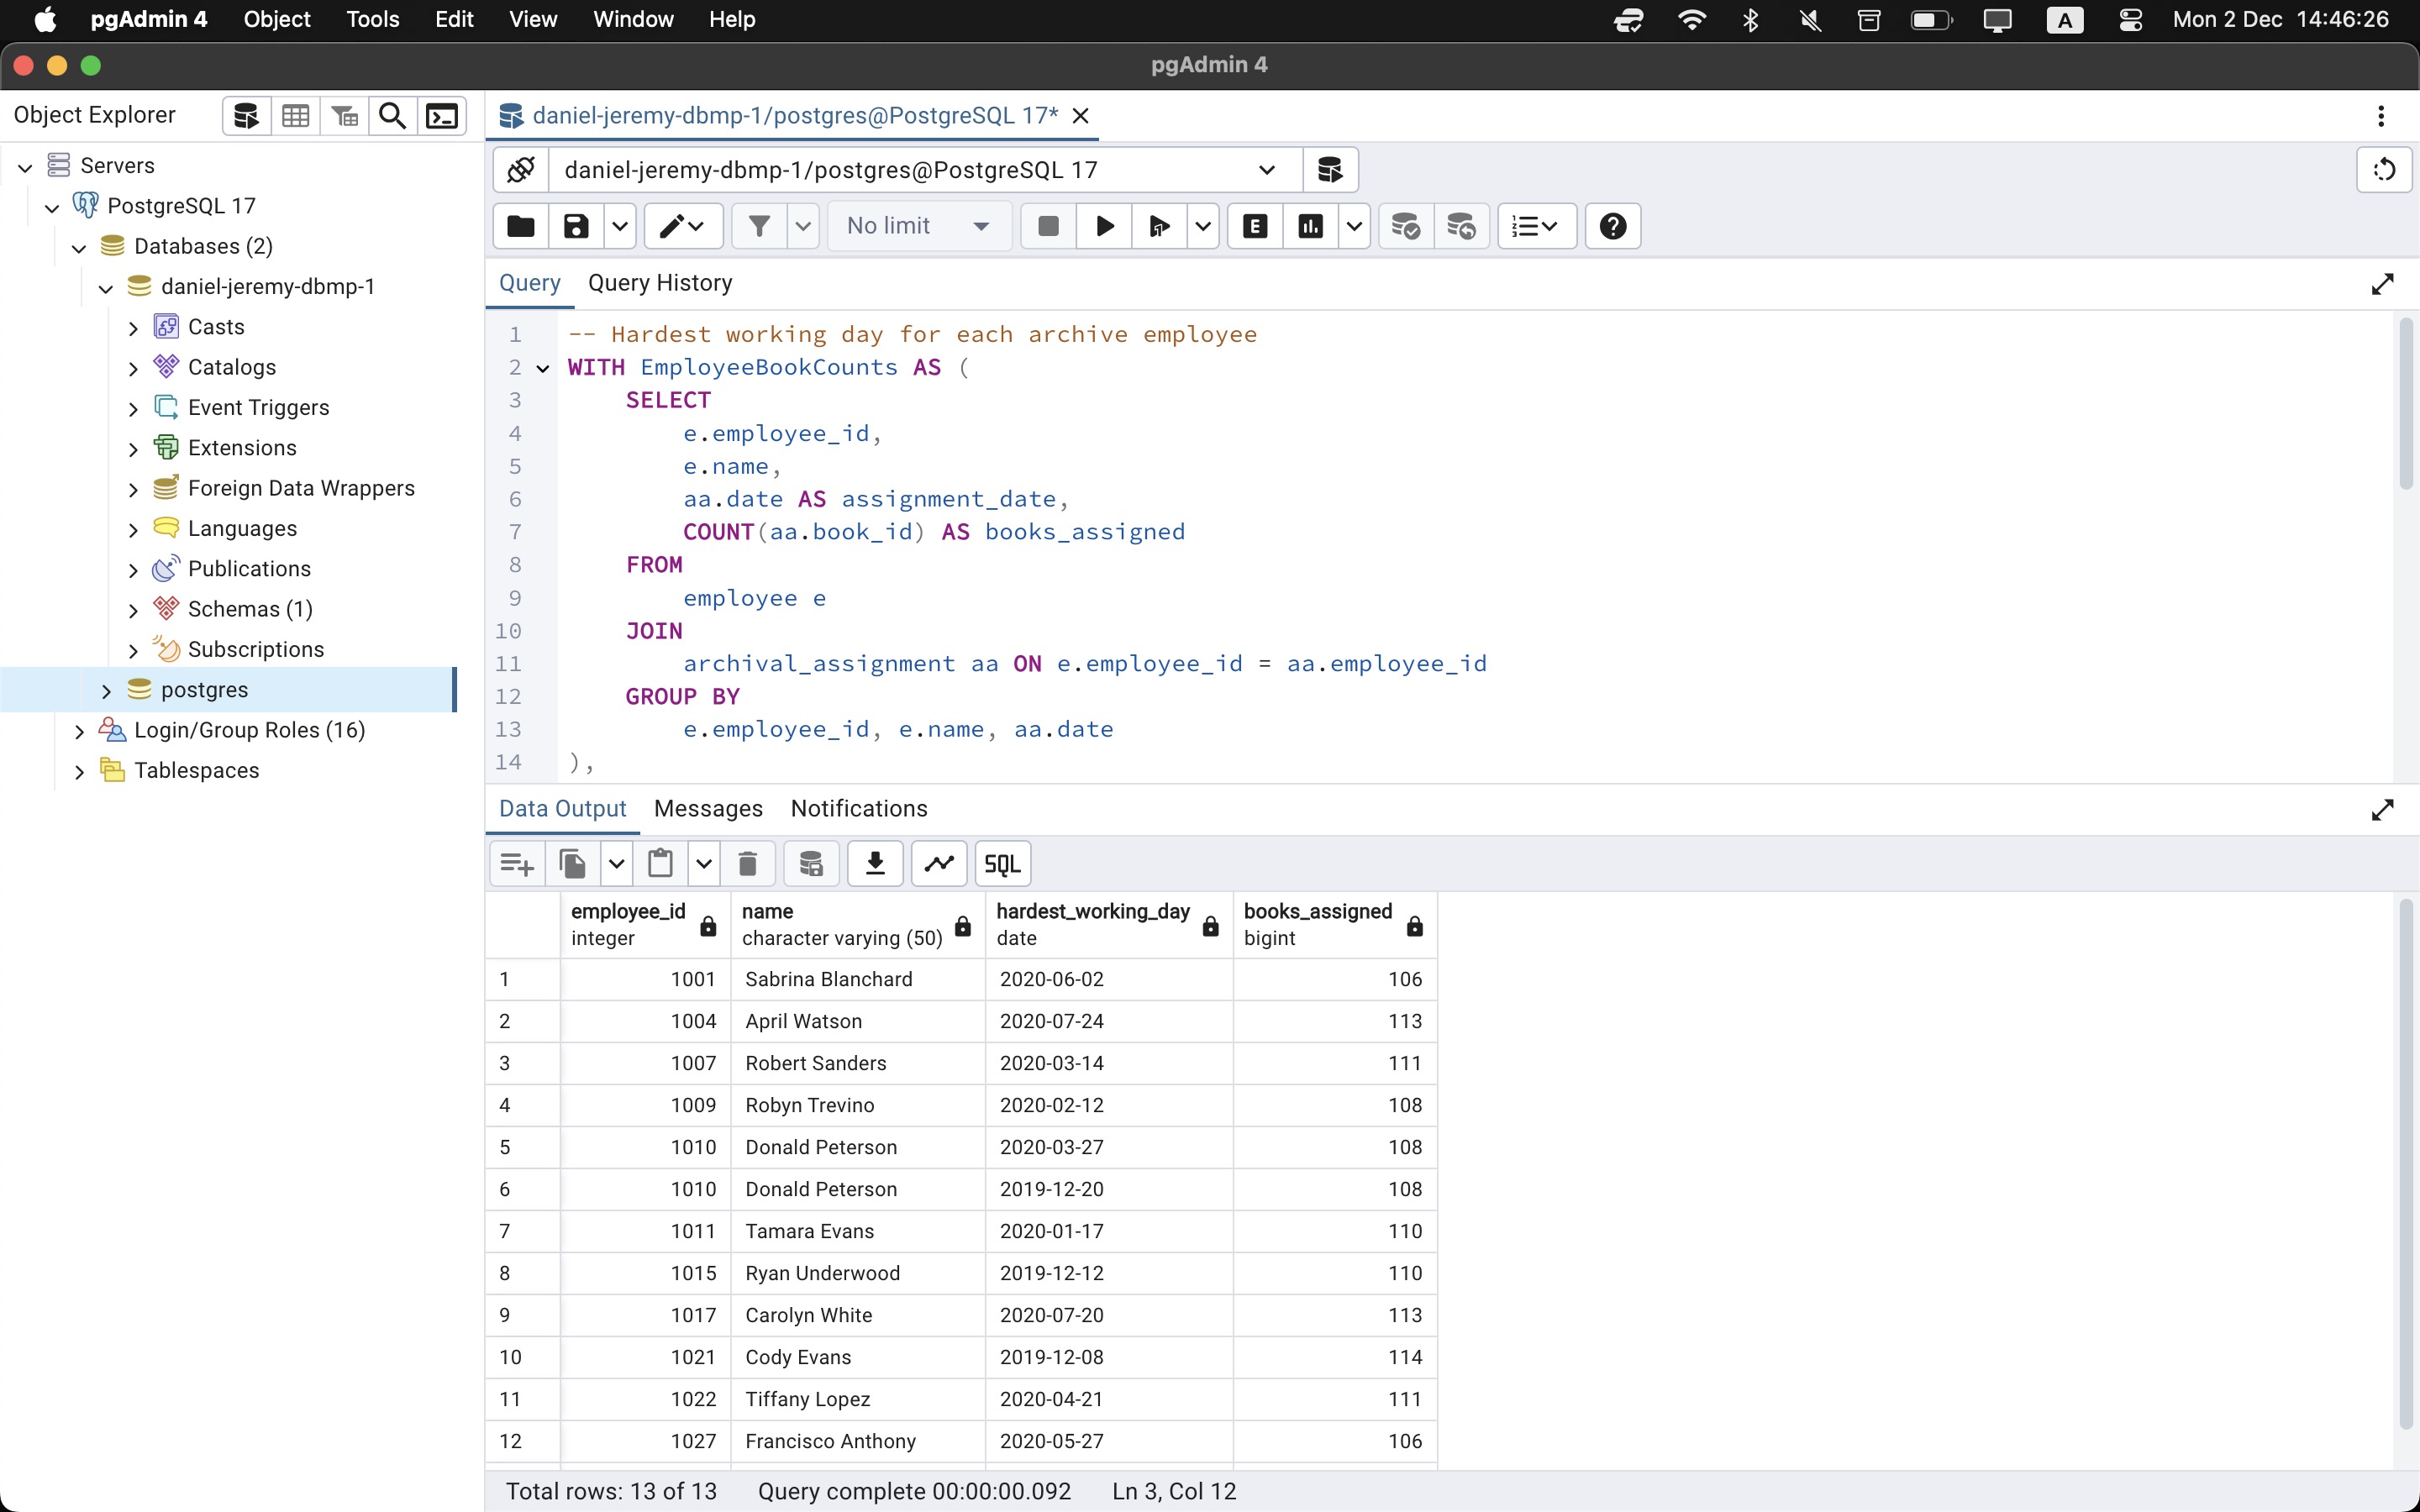 pgAdmin 4 Object Tools Edit View Window Help A Mon 2 Dec 14:46:26
pgAdmin 4
Object Explorer
Servers
PostgreSQL 17
Databases (2)
daniel-jeremy-dbmp-1
Casts
Catalogs
Event Triggers
Extensions
Foreign Data Wrappers
Languages
Publications
Schemas (1)
Subscriptions
postgres
Login/Group Roles (16)
Tablespaces
daniel-jeremy-dbmp-1/postgres@PostgreSQL 17*
daniel-jeremy-dbmp-1/postgres@PostgreSQL 17
No limit E
Query Query History
1 -- Hardest working day for each archive employee
2 WITH EmployeeBookCounts AS (
3 SELECT
4 e.employee_id,
5 e.name,
6 aa.date AS assignment_date,
7 COUNT(aa.book_id) AS books_assigned
8 FROM
9 employee e
10 JOIN
11 archival_assignment aa ON e.employee_id = aa.employee_id
12 GROUP BY
13 e.employee_id, e.name, aa.date
14 ),
Data Output Messages Notifications
SQL
employee_id name hardest_working_day books_assigned
integer character varying (50) date bigint
1 1001 Sabrina Blanchard 2020-06-02 106
2 1004 April Watson 2020-07-24 113
3 1007 Robert Sanders 2020-03-14 111
4 1009 Robyn Trevino 2020-02-12 108
5 1010 Donald Peterson 2020-03-27 108
6 1010 Donald Peterson 2019-12-20 108
7 1011 Tamara Evans 2020-01-17 110
8 1015 Ryan Underwood 2019-12-12 110
9 1017 Carolyn White 2020-07-20 113
10 1021 Cody Evans 2019-12-08 114
11 1022 Tiffany Lopez 2020-04-21 111
12 1027 Francisco Anthony 2020-05-27 106
Total rows: 13 of 13 Query complete 00:00:00.092 Ln 3, Col 12